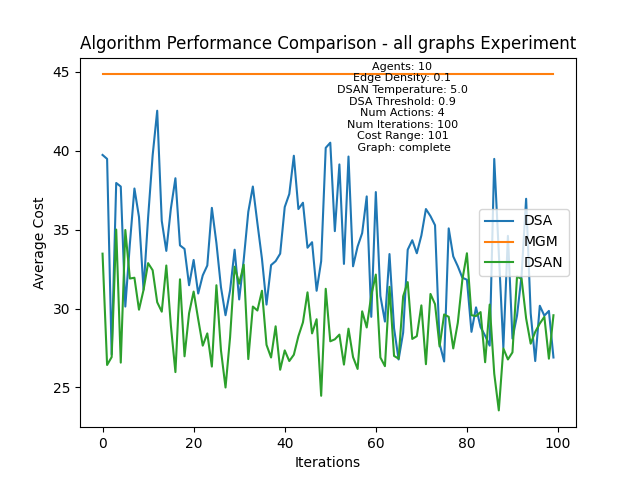 Algorithm Performance Comparison - all graphs Experiment
Agents: 10
Edge Density: 0.1
DSAN Temperature: 5.0
DSA Threshold: 0.9
Num Actions: 4
Num Iterations: 100
Cost Range: 101
Graph: complete
45
40
35
30
25
Average Cost
DSA
MGM
DSAN
0 20 40 60 80 100
Iterations